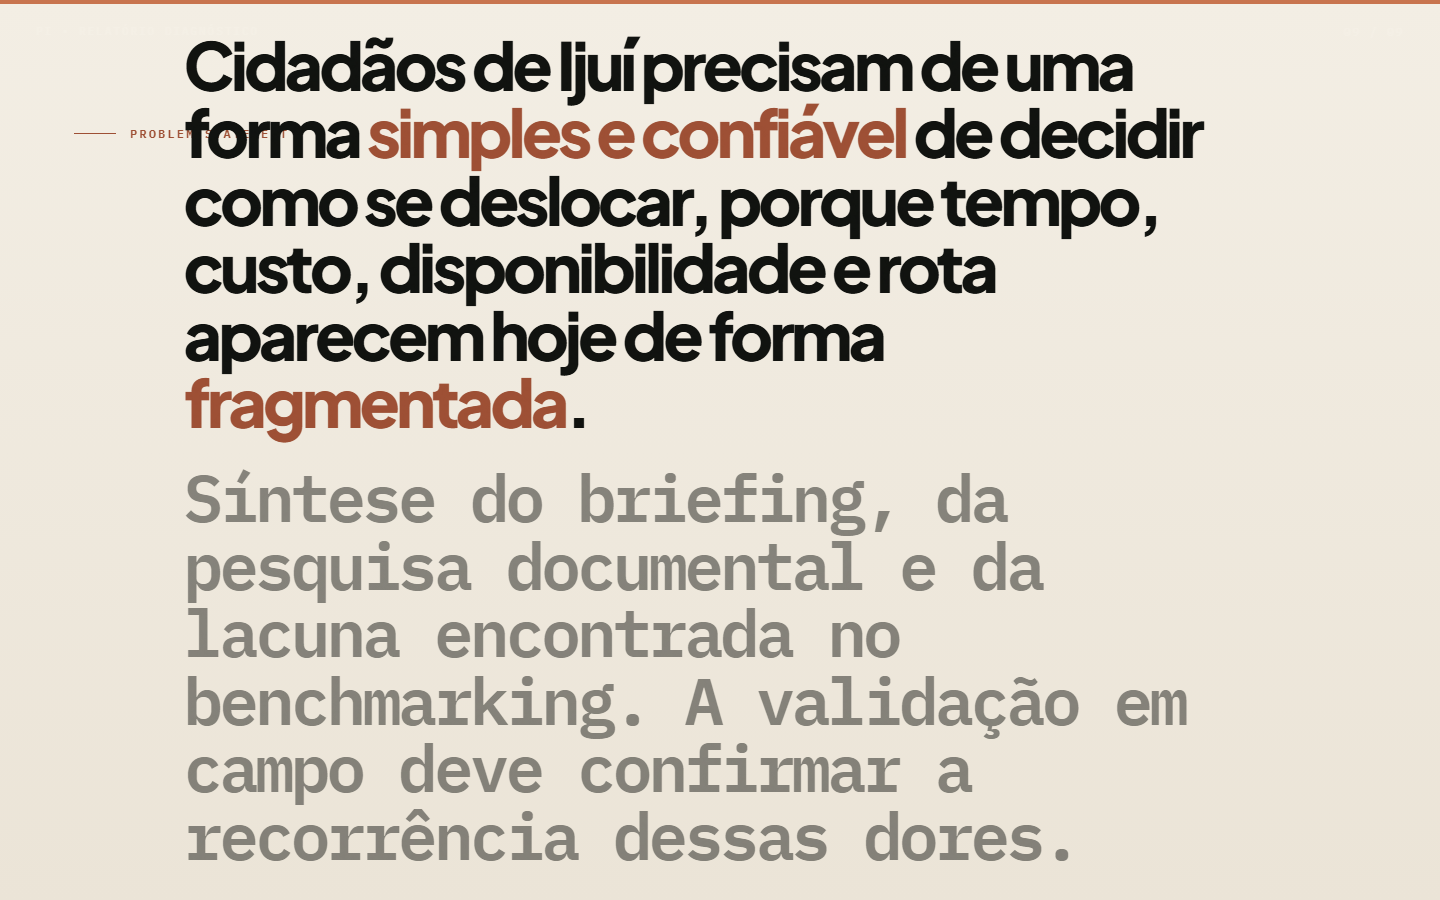 Cidadãos de Ijuí precisam de uma
PROBLEM STATEMENT
forma simples e confiável de decidir
como se deslocar, porque tempo,
custo, disponibilidade e rota
aparecem hoje de forma
fragmentada.
Síntese do briefing, da
pesquisa documental e da
lacuna encontrada no
benchmarking. A validação em
campo deve confirmar a
recorrência dessas dores.